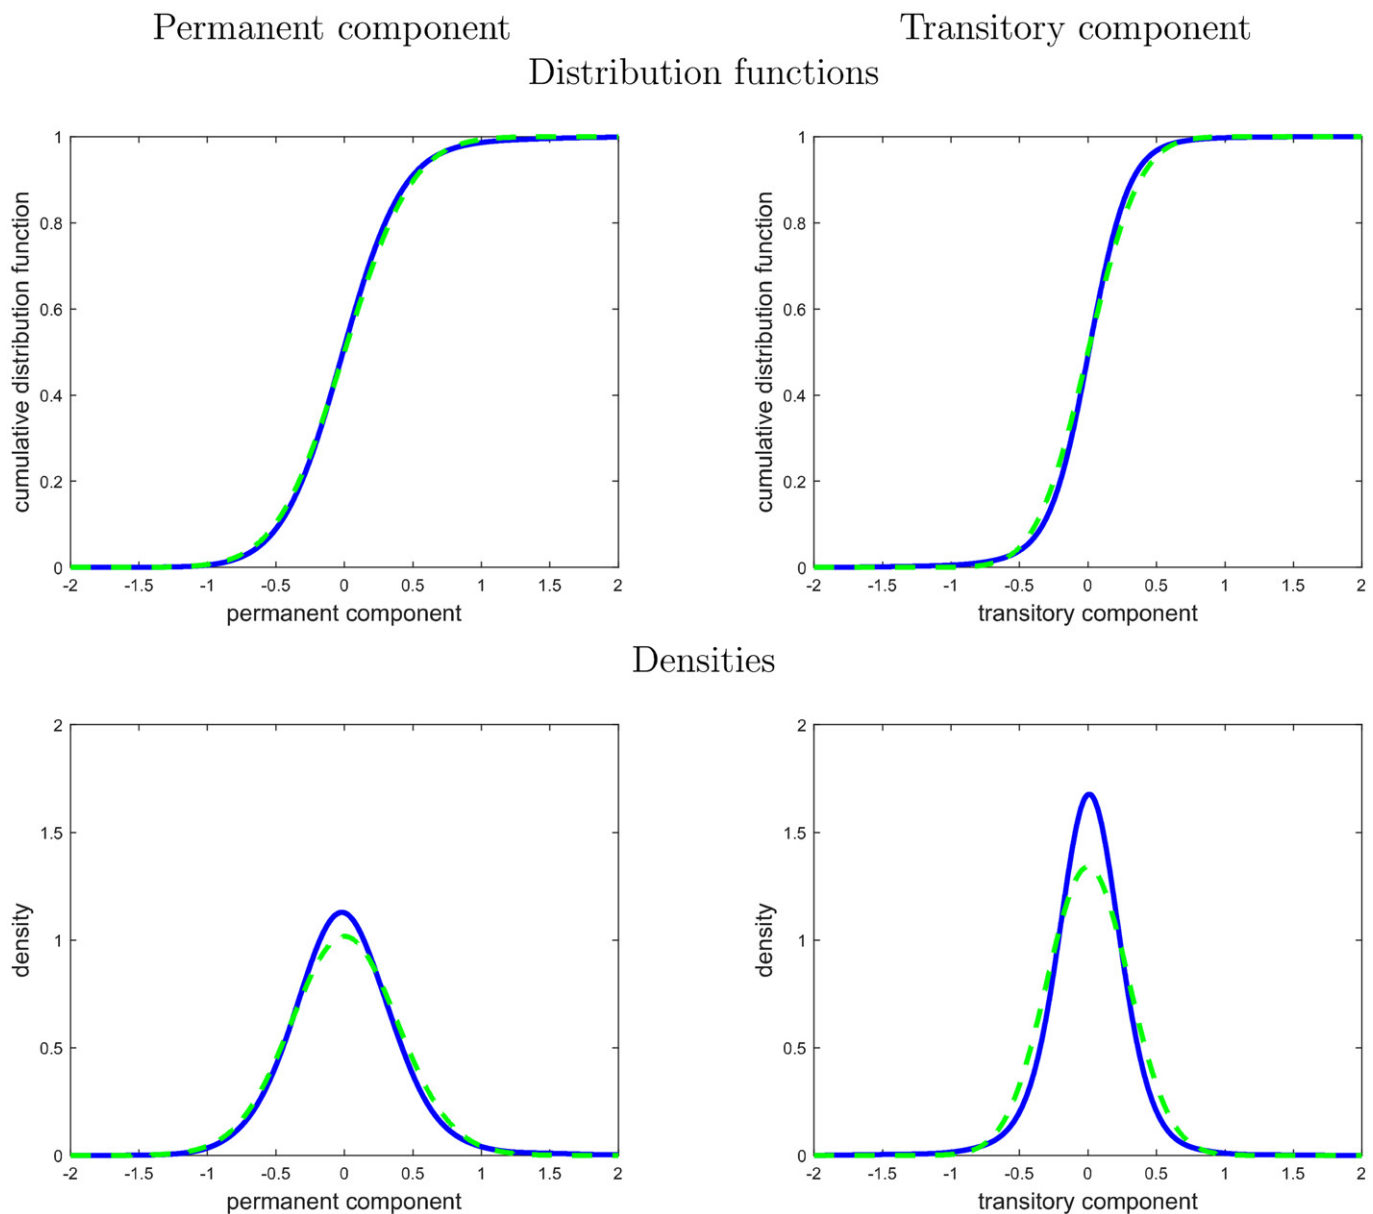 Permanent component Transitory component
Distribution functions
cumulative distribution function
1
0.8
0.6
0.4
0.2
0
-2 -1.5 -1 -0.5 0 0.5 1 1.5 2
permanent component
cumulative distribution function
1
0.8
0.6
0.4
0.2
0
-2 -1.5 -1 -0.5 0 0.5 1 1.5 2
transitory component
Densities
density
2
1.5
1
0.5
0
-2 -1.5 -1 -0.5 0 0.5 1 1.5 2
permanent component
density
2
1.5
1
0.5
0
-2 -1.5 -1 -0.5 0 0.5 1 1.5 2
transitory component